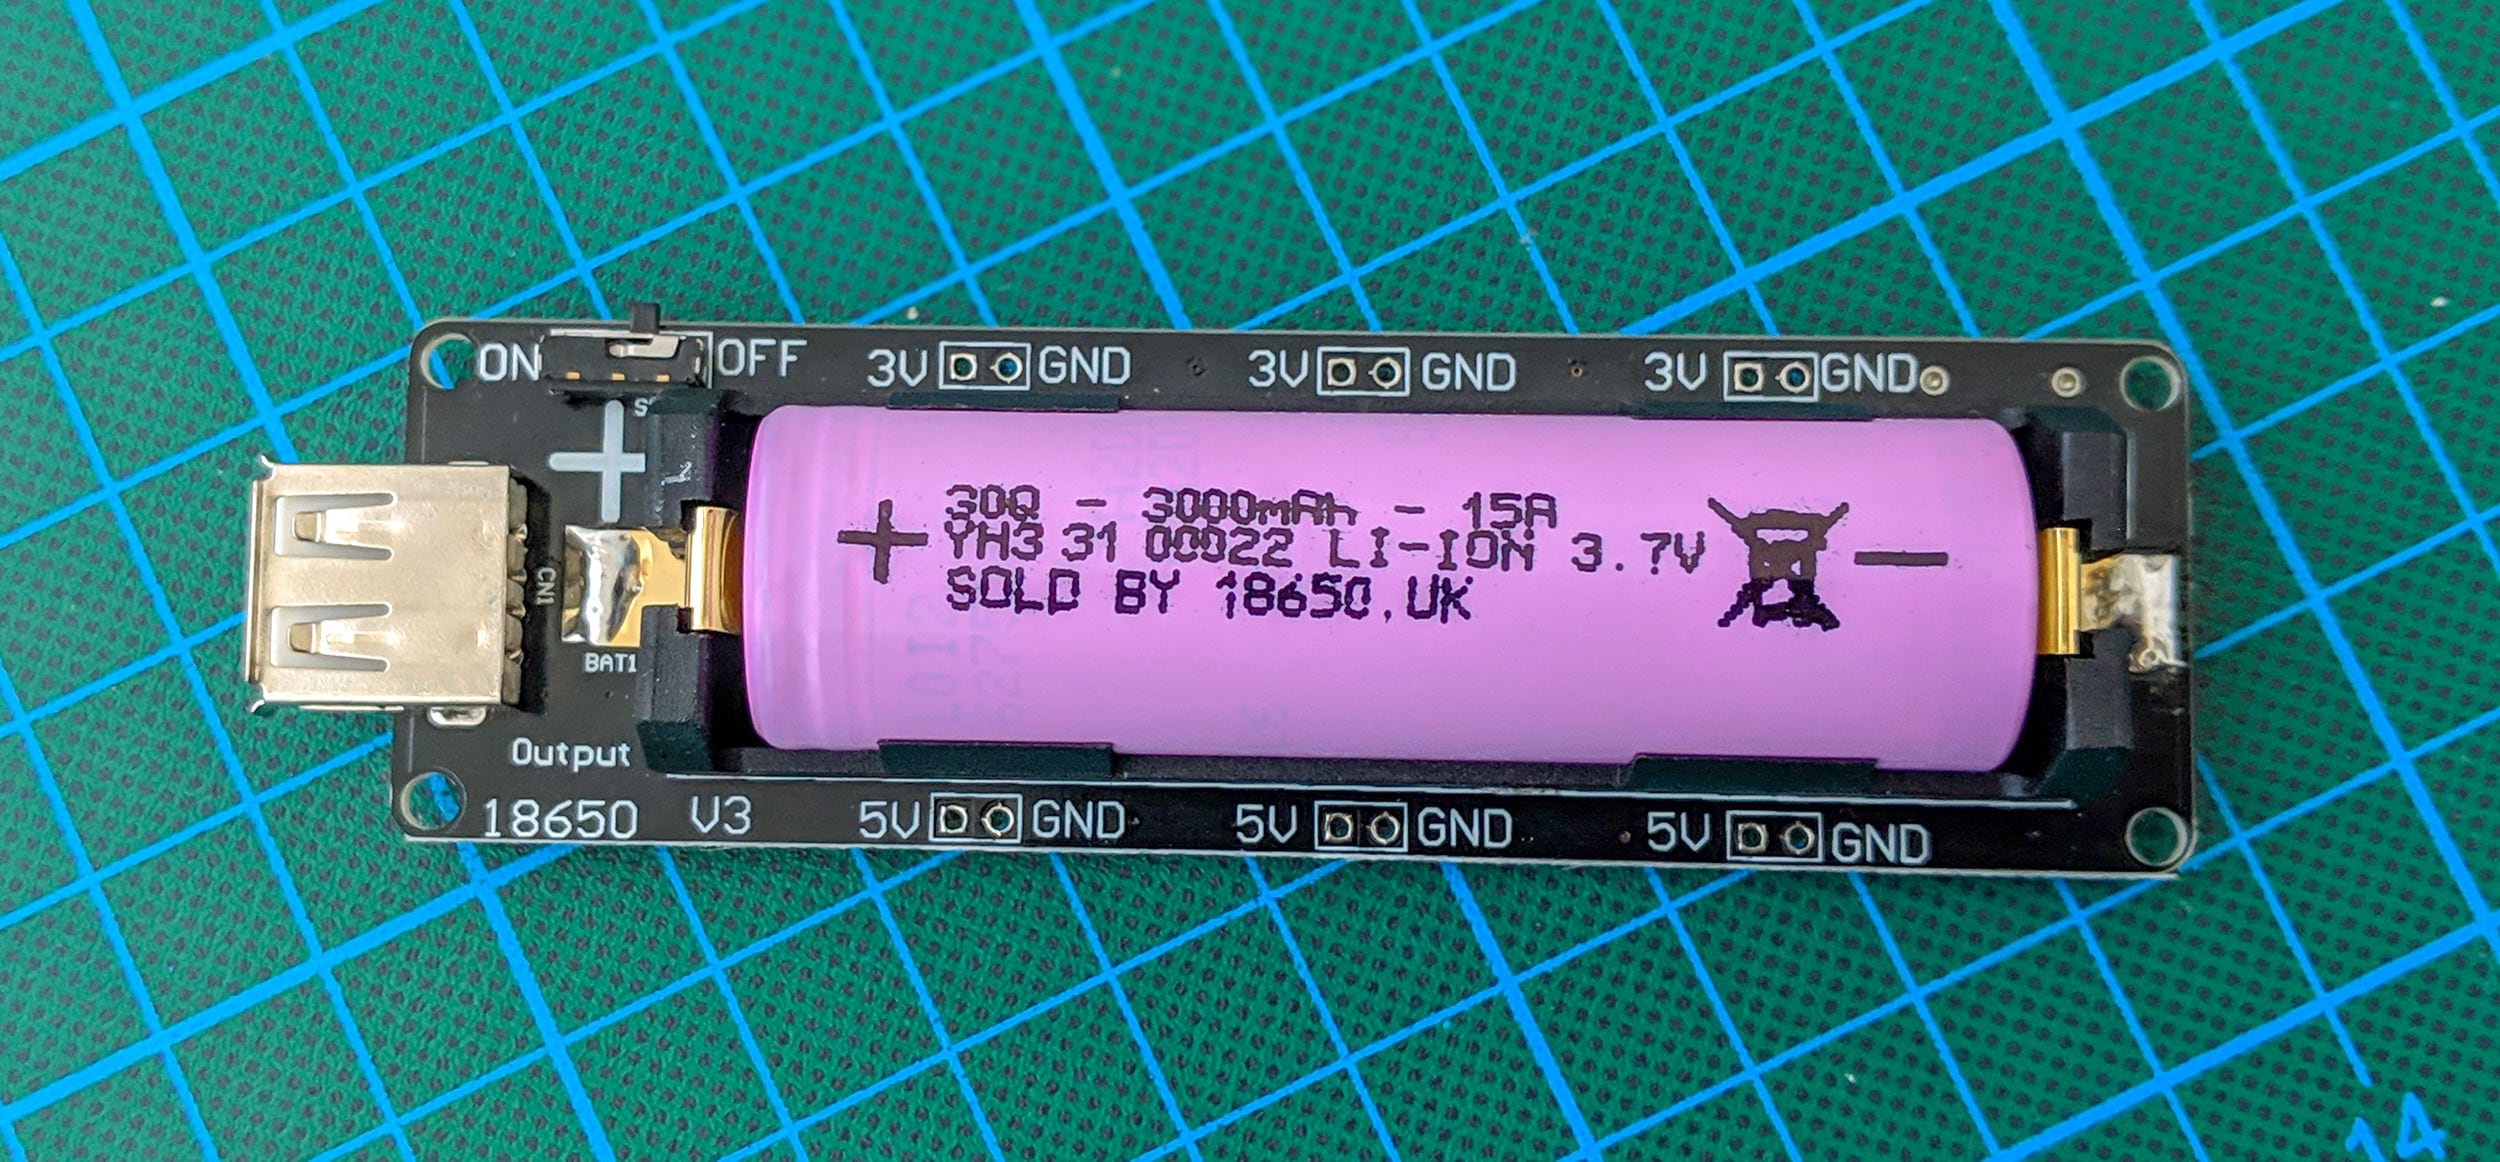 ON OFF 3V GND 3V GND 3V GND
+
30Q - 3000mAh - 15A
+ YH3 31 00022 LI-ION 3.7V -
SOLD BY 18650.UK
CN1
BAT1
Output
18650 V3 5V GND 5V GND 5V GND
14